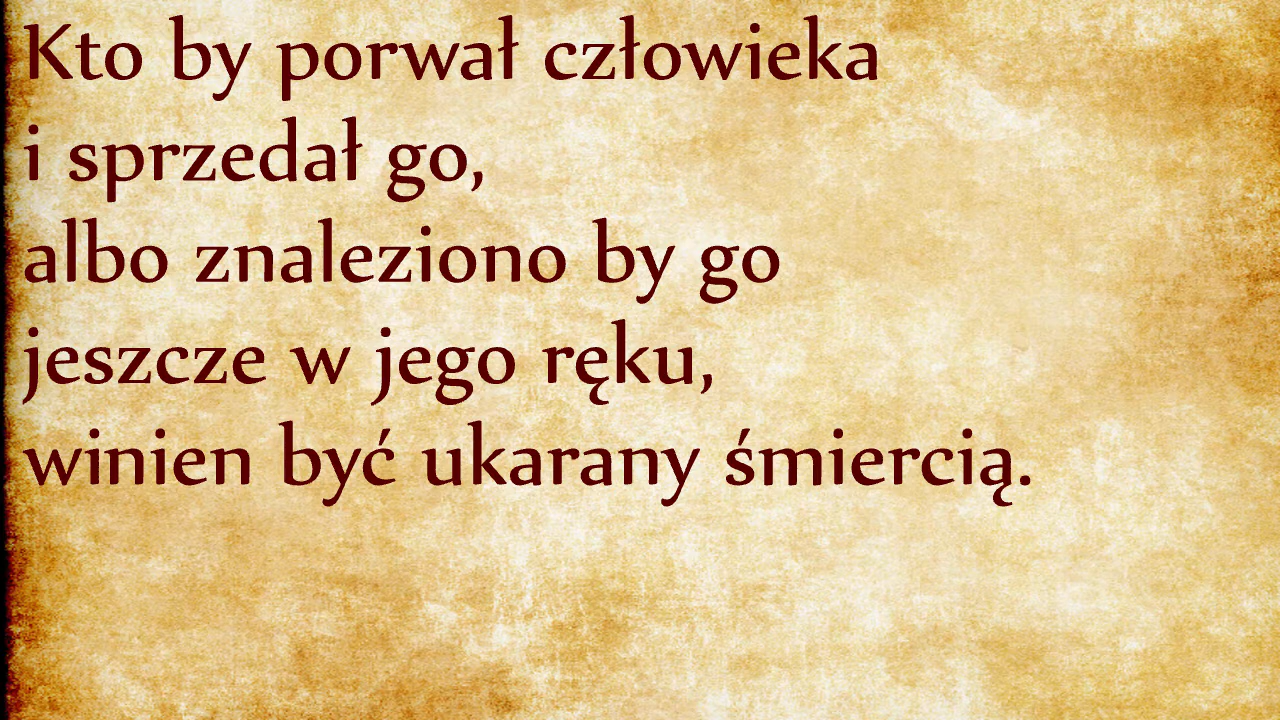 Kto by porwał człowieka
i sprzedał go,
albo znaleziono by go
jeszcze w jego ręku,
winien być ukarany śmiercią.